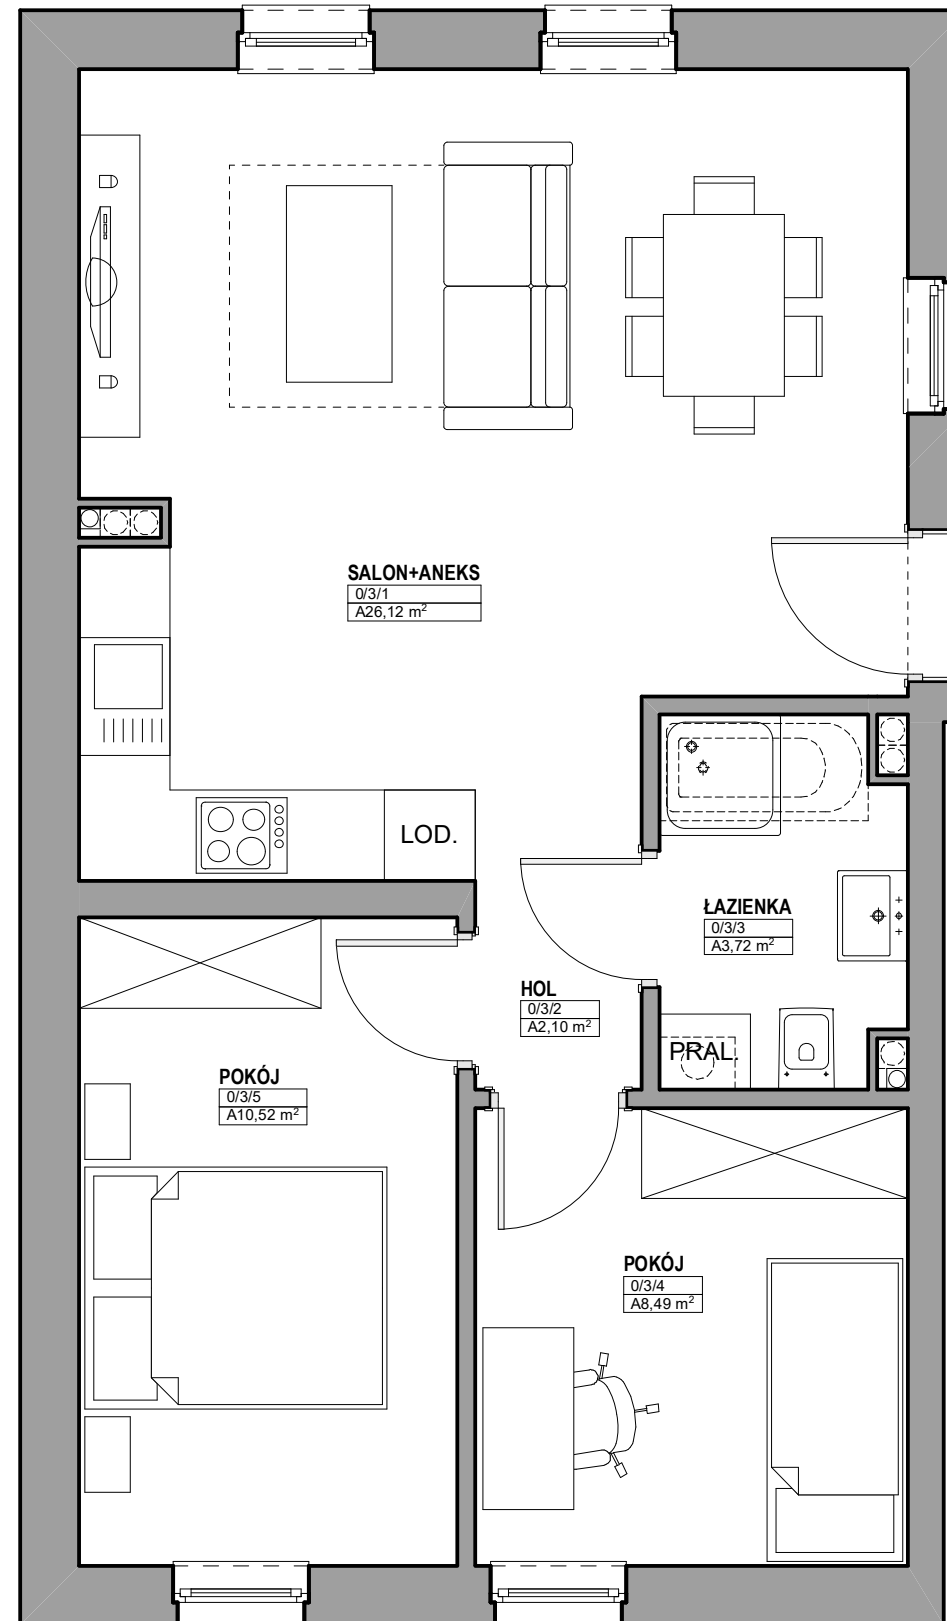 SALON+ANEKS
0/3/1
A26,12 m²
LOD.
ŁAZIENKA
0/3/3
A3,72 m²
HOL
0/3/2
A2,10 m²
PRAL.
POKÓJ
0/3/5
A10,52 m²
POKÓJ
0/3/4
A8,49 m²